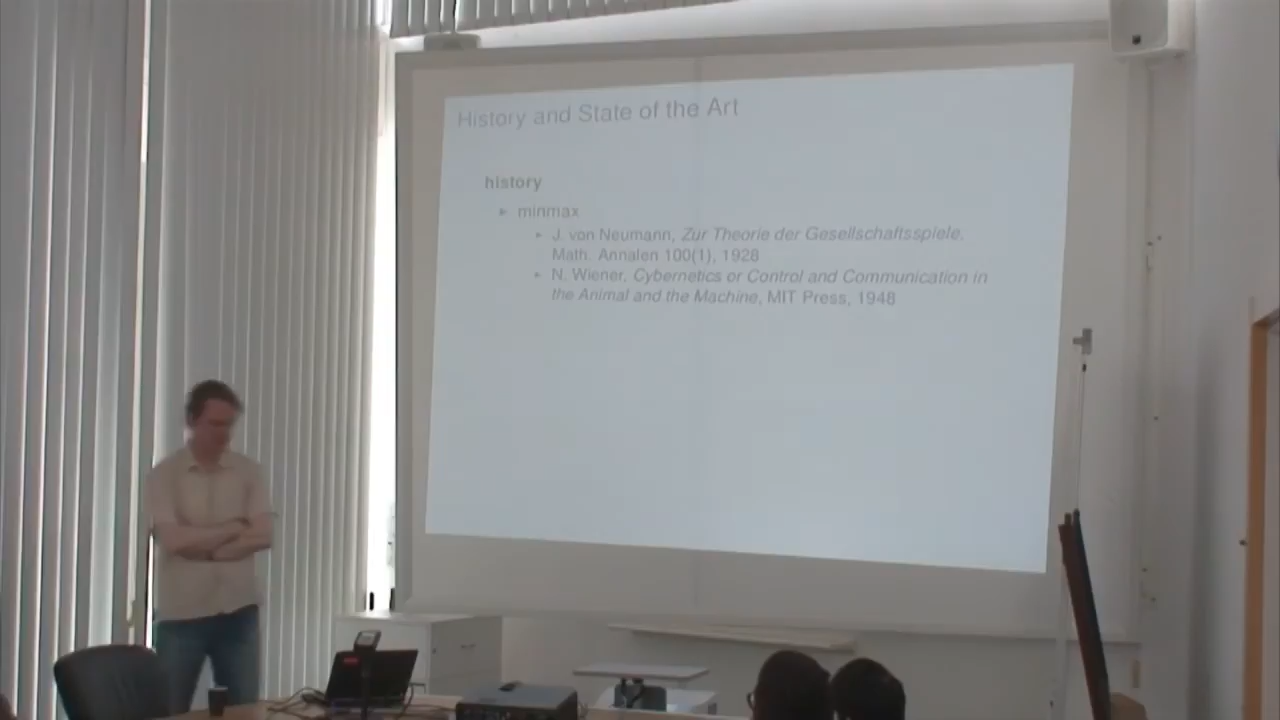 History and State of the Art
history
► minmax
► J. von Neumann, Zur Theorie der Gesellschaftsspiele.
Math. Annalen 100(1), 1928
► N. Wiener, Cybernetics or Control and Communication in
the Animal and the Machine, MIT Press, 1948